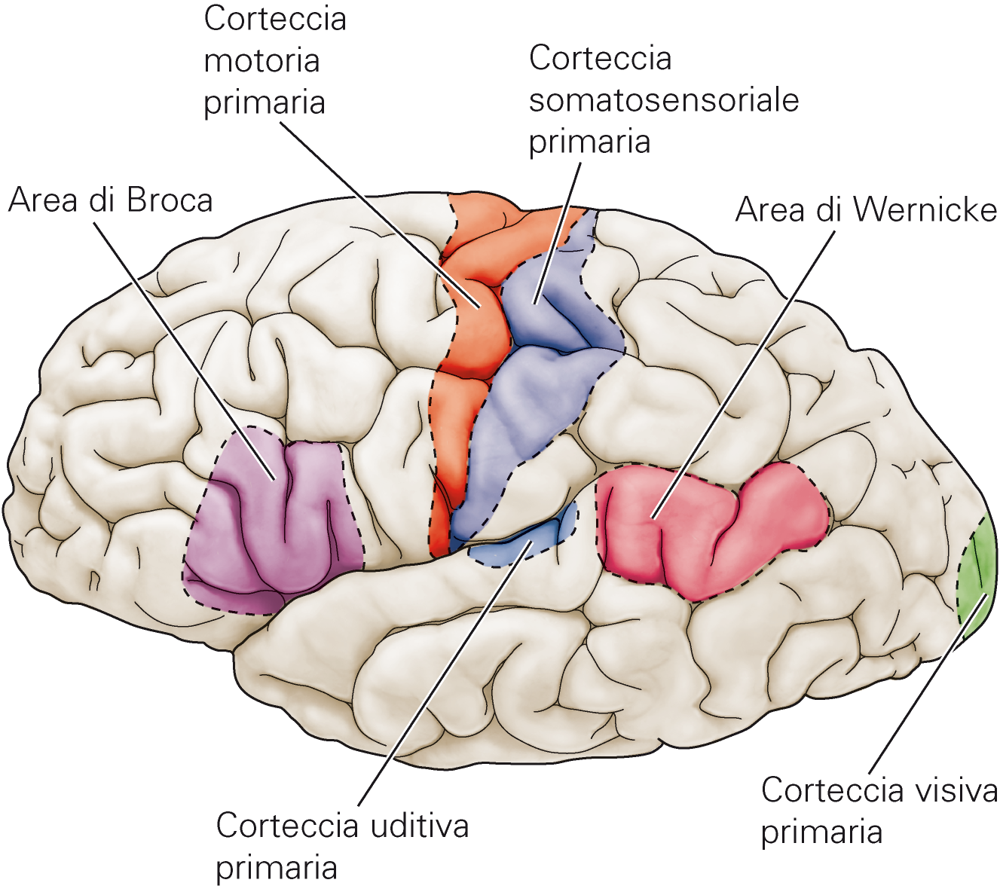 Corteccia
motoria
primaria
Corteccia
somatosensoriale
primaria
Area di Broca
Area di Wernicke
Corteccia visiva
primaria
Corteccia uditiva
primaria